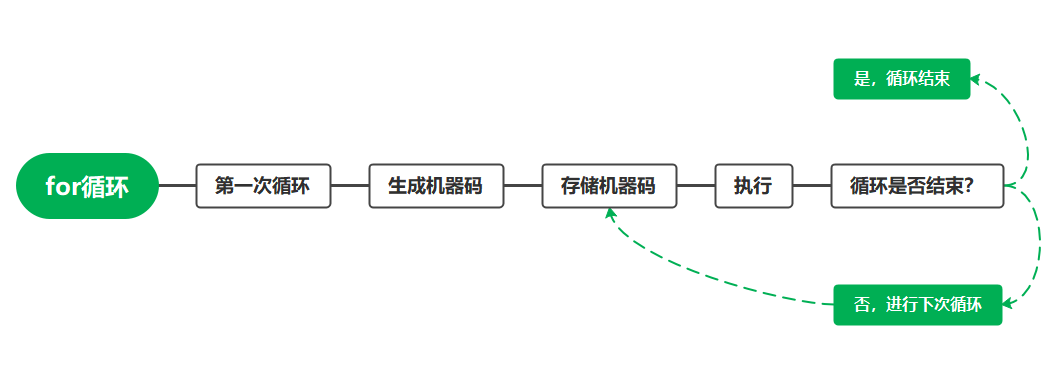 是，循环结束
for循环
第一次循环
生成机器码
存储机器码
执行
循环是否结束？
否，进行下次循环